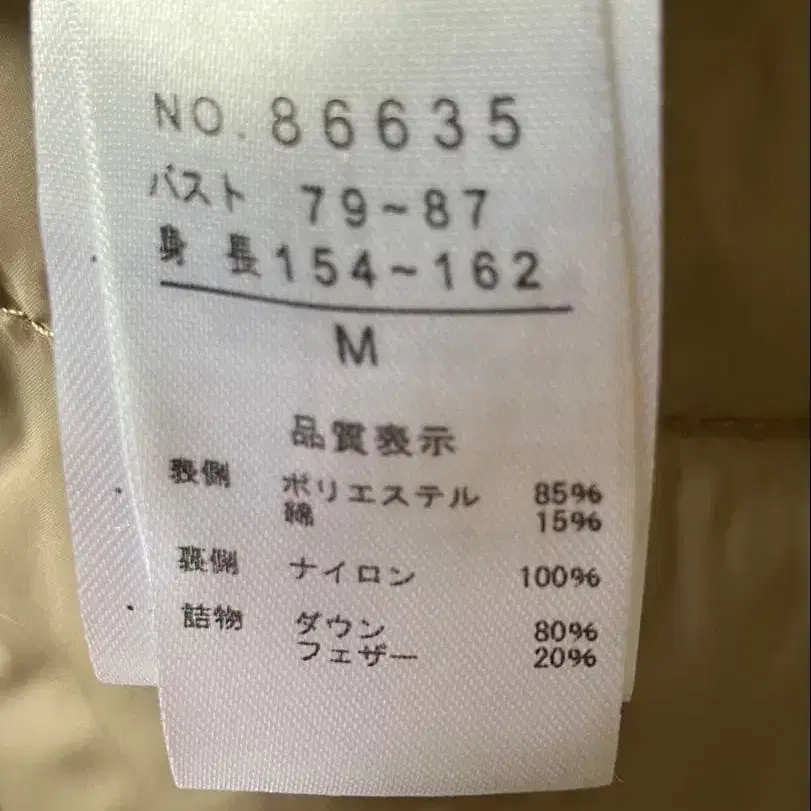 NO. 86635
バスト 79~87
身長 154~162
M
品質表示
表側 ポリエステル 85%
綿 15%
裏側 ナイロン 100%
詰物 ダウン 80%
フェザー 20%